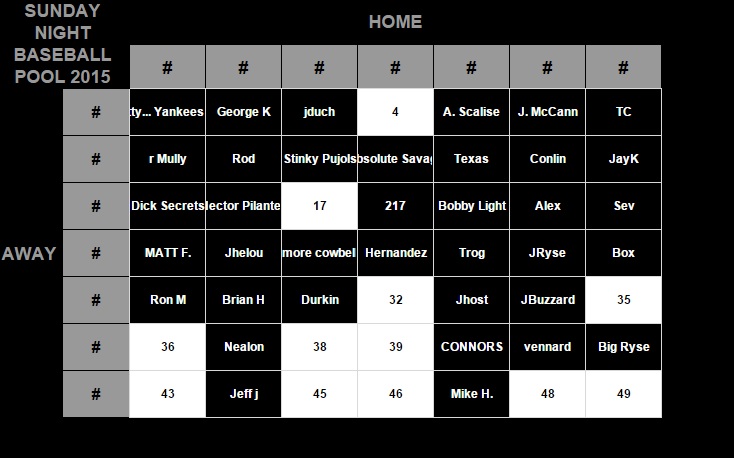 SUNDAY
NIGHT
BASEBALL
POOL 2015
HOME
# # # # # # #
# ty... Yankees George K jduch 4 A. Scalise J. McCann TC
# r Mully Rod Stinky Pujols bsolute Savag Texas Conlin JayK
# Dick Secrets lector Pilante 17 217 Bobby Light Alex Sev
AWAY # MATT F. Jhelou more cowbel Hernandez Trog JRyse Box
# Ron M Brian H Durkin 32 Jhost JBuzzard 35
# 36 Nealon 38 39 CONNORS vennard Big Ryse
# 43 Jeff j 45 46 Mike H. 48 49